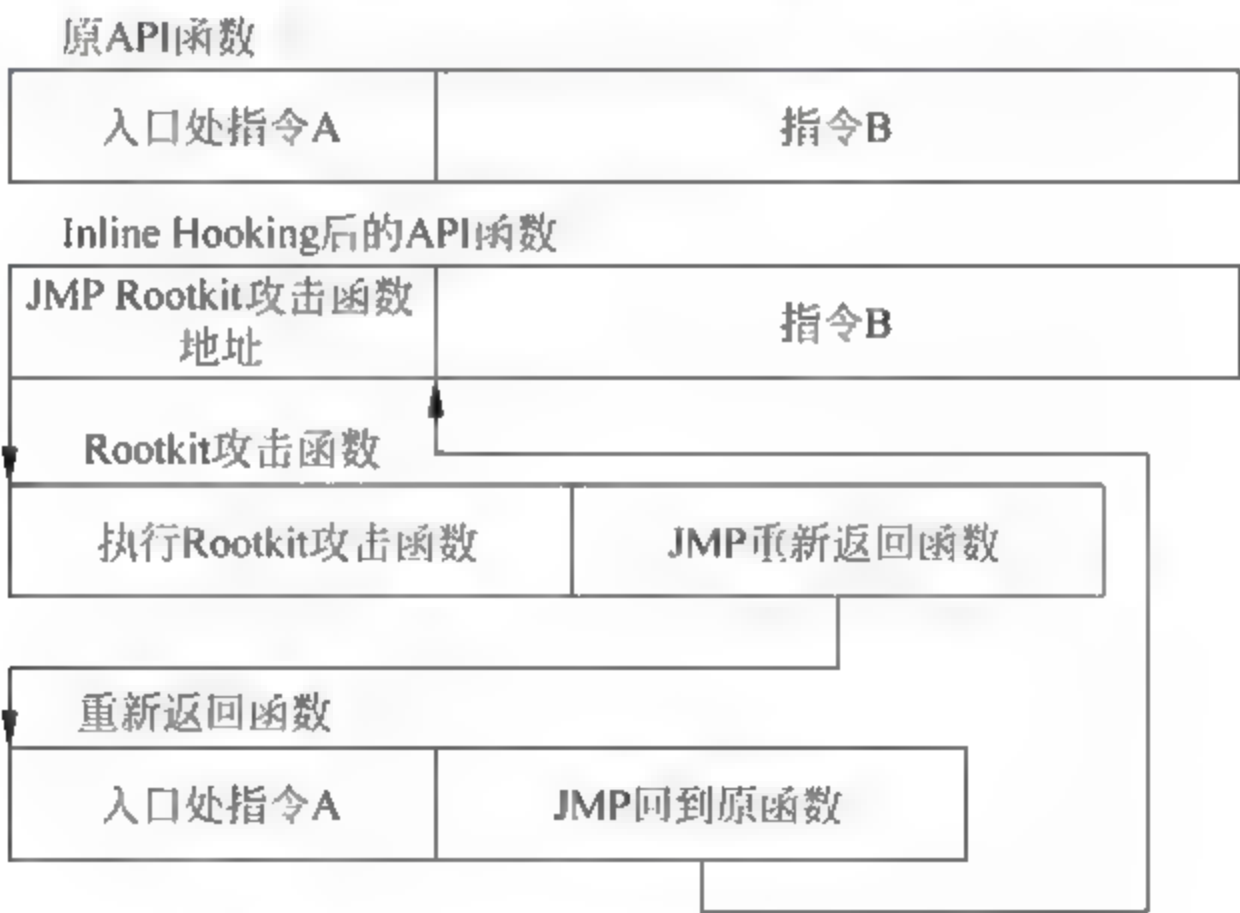 原API函数
入口处指令A
指令B
Inline Hooking后的API函数
JMP Rootkit攻击函数
地址
指令B
Rootkit攻击函数
执行Rootkit攻击函数
JMP重新返回函数
重新返回函数
入口处指令A
JMP回到原函数